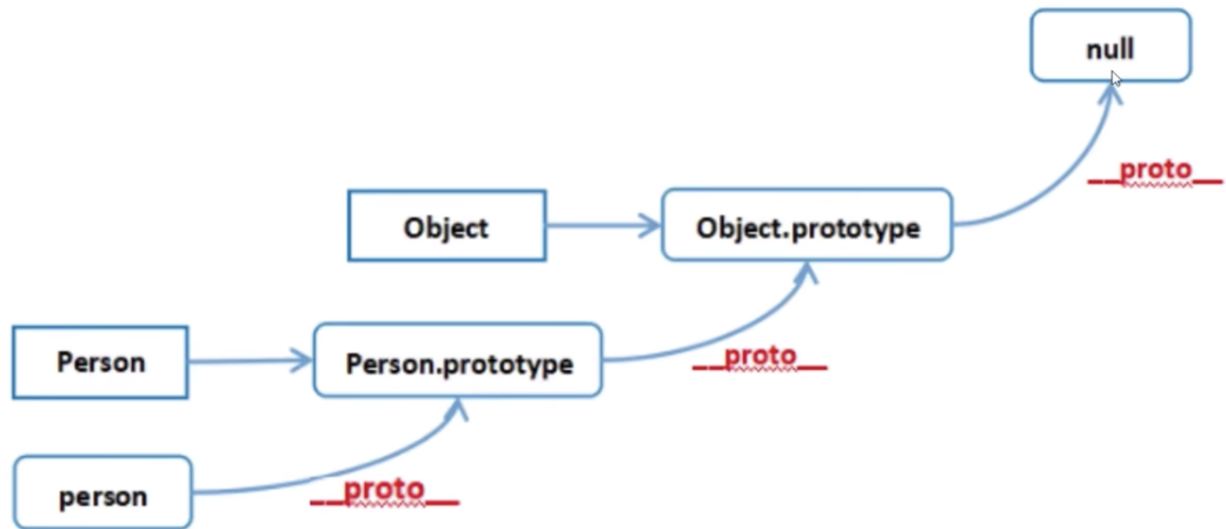 null
__proto__
Object
Object.prototype
Person
Person.prototype
__proto__
person
__proto__